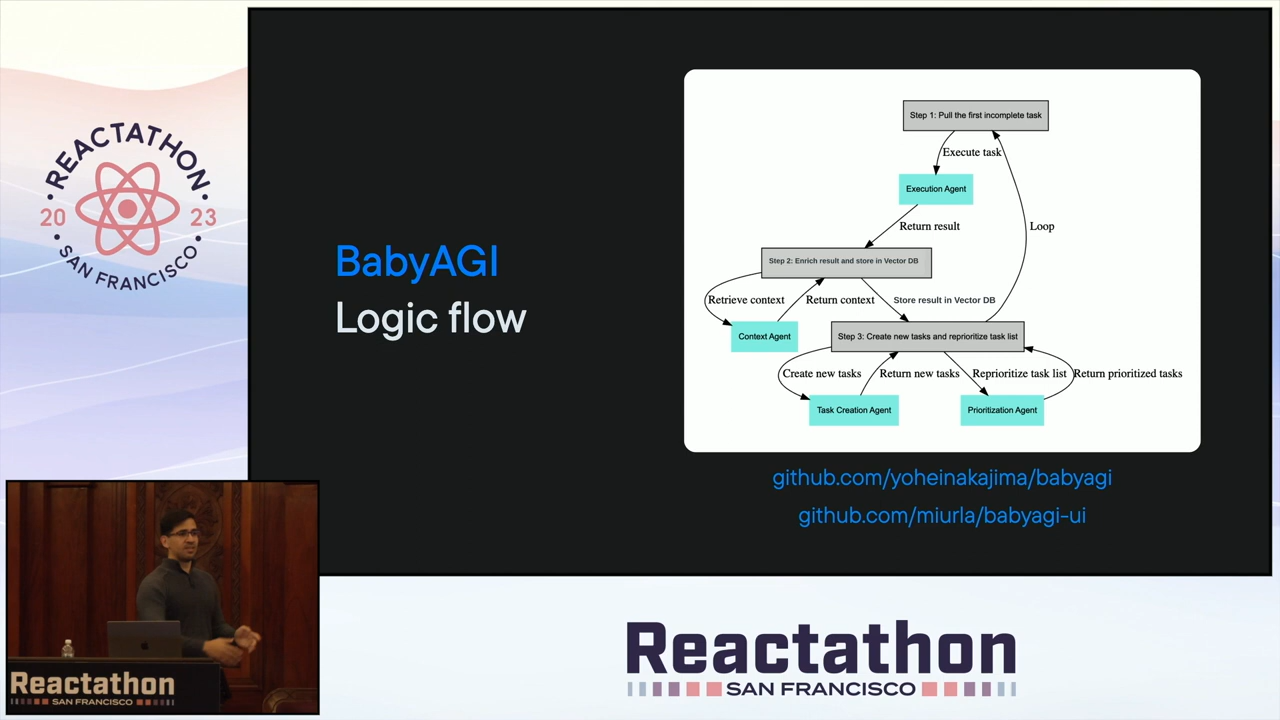 REACTATHON
20 23
SAN FRANCISCO
BabyAGI
Logic flow
Step 1: Pull the first incomplete task
Execute task
Execution Agent
Return result
Loop
Step 2: Enrich result and store in Vector DB
Retrieve context
Return context
Store result in Vector DB
Context Agent
Step 3: Create new tasks and reprioritize task list
Create new tasks
Return new tasks
Reprioritize task list
Return prioritized tasks
Task Creation Agent
Prioritization Agent
github.com/yoheinakajima/babyagi
github.com/miurla/babyagi-ui
Reactathon
SAN FRANCISCO
Reactathon
SAN FRANCISCO